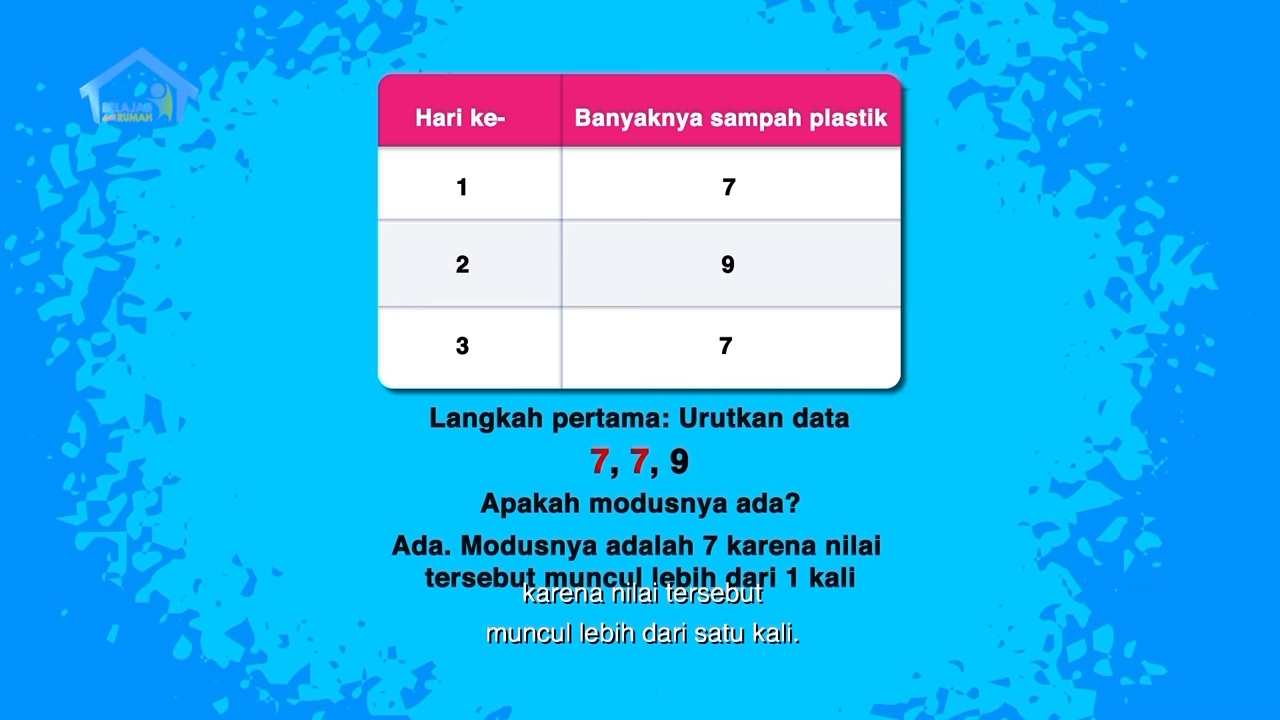 BELAJAR
dari RUMAH
Hari ke- Banyaknya sampah plastik
1 7
2 9
3 7
Langkah pertama: Urutkan data
7, 7, 9
Apakah modusnya ada?
Ada. Modusnya adalah 7 karena nilai
tersebut muncul lebih dari 1 kali
karena nilai tersebut
muncul lebih dari satu kali.